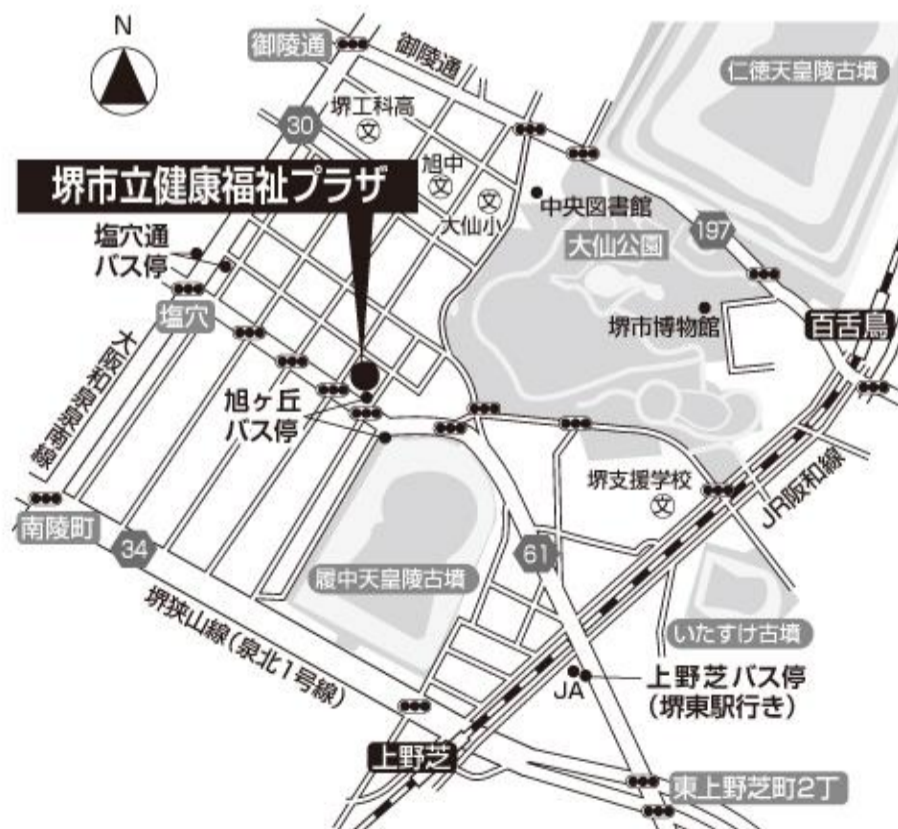 N
御陵通
御陵通
仁徳天皇陵古墳
30
堺工科高
文
旭中
文
堺市立健康福祉プラザ
文
大仙小
中央図書館
大仙公園
197
塩穴通
バス停
塩穴
堺市博物館
百舌鳥
大阪和泉泉南線
旭ヶ丘
バス停
堺支援学校
文
JR阪和線
南陵町
34
61
履中天皇陵古墳
いたすけ古墳
堺狭山線(泉北1号線)
JA
上野芝バス停
(堺東駅行き)
上野芝
東上野芝町2丁